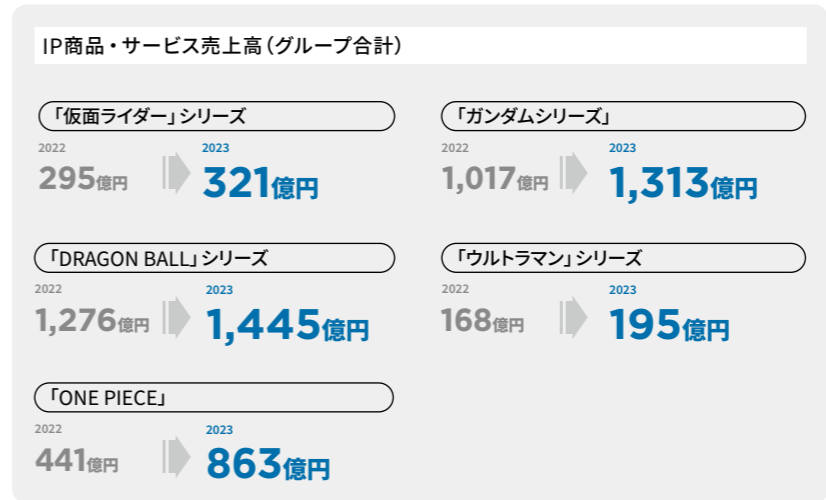 IP商品・サービス売上高（グループ合計）
「仮面ライダー」シリーズ
2022
2023
295億円
321億円
「ガンダムシリーズ」
2022
2023
1,017億円
1,313億円
「DRAGON BALL」シリーズ
2022
2023
1,276億円
1,445億円
「ウルトラマン」シリーズ
2022
2023
168億円
195億円
「ONE PIECE」
2022
2023
441億円
863億円